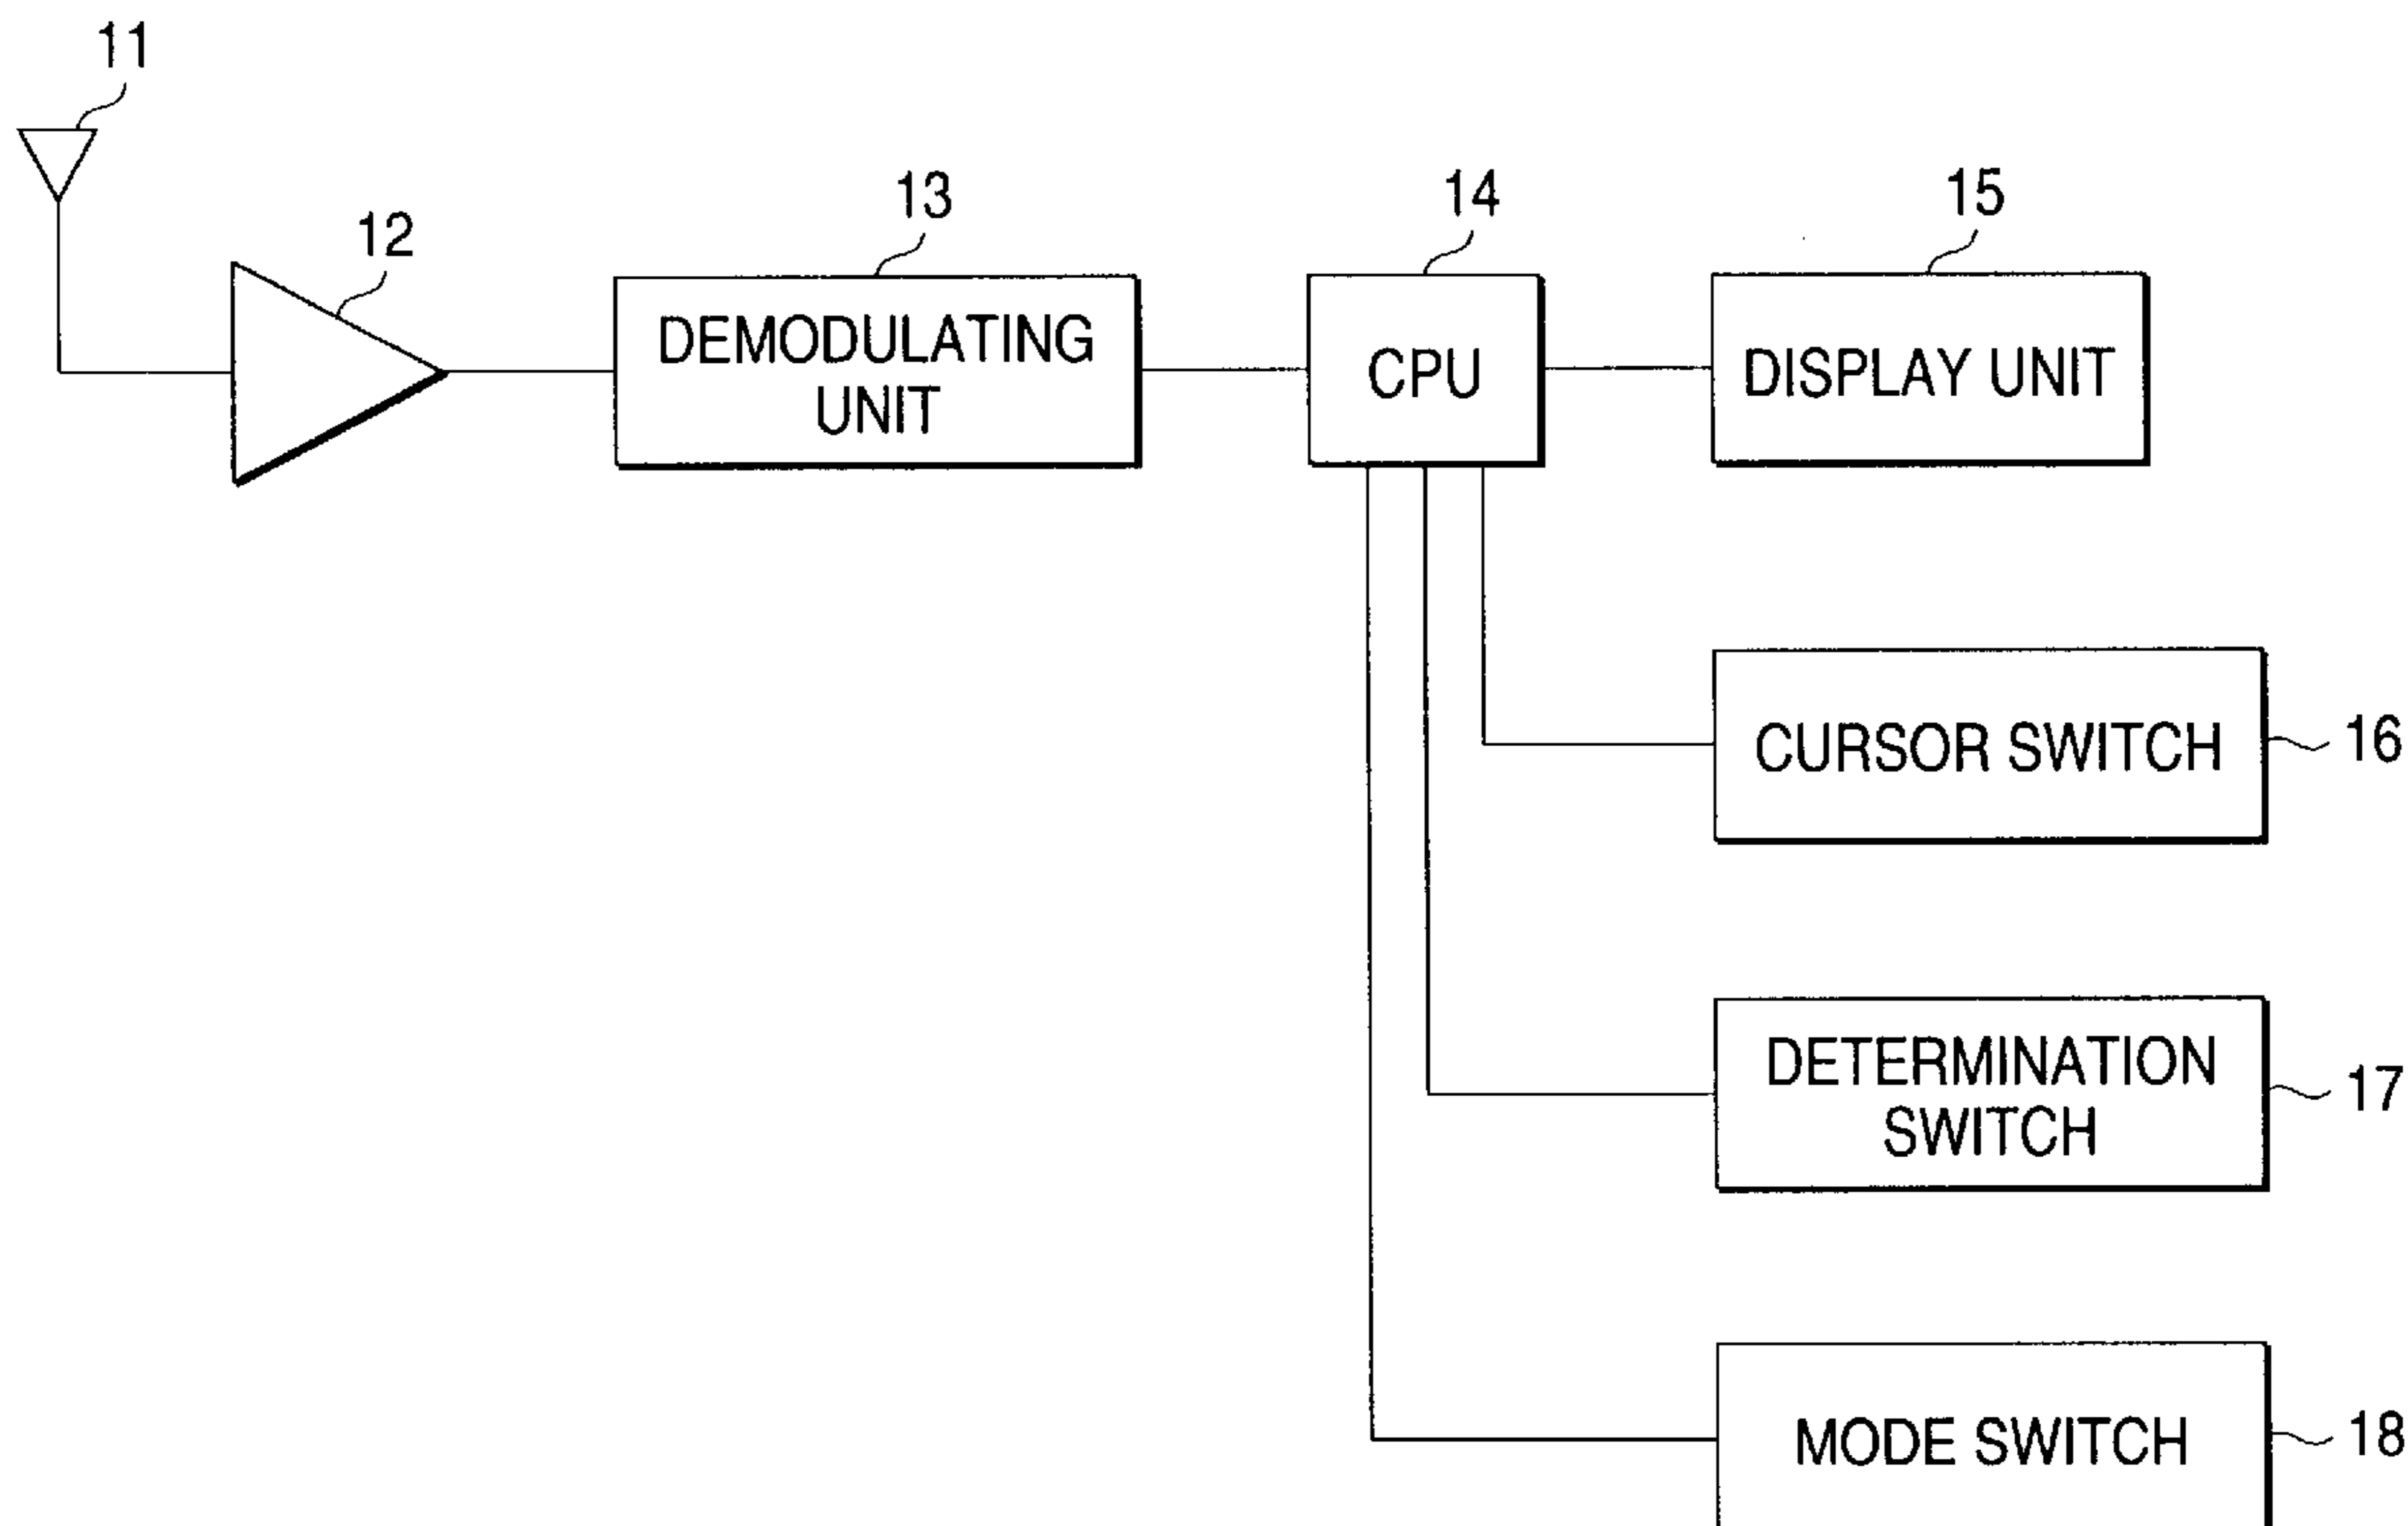 11
12
13
14
15
DEMODULATING
UNIT
CPU
DISPLAY UNIT
CURSOR SWITCH
16
DETERMINATION
SWITCH
17
MODE SWITCH
18